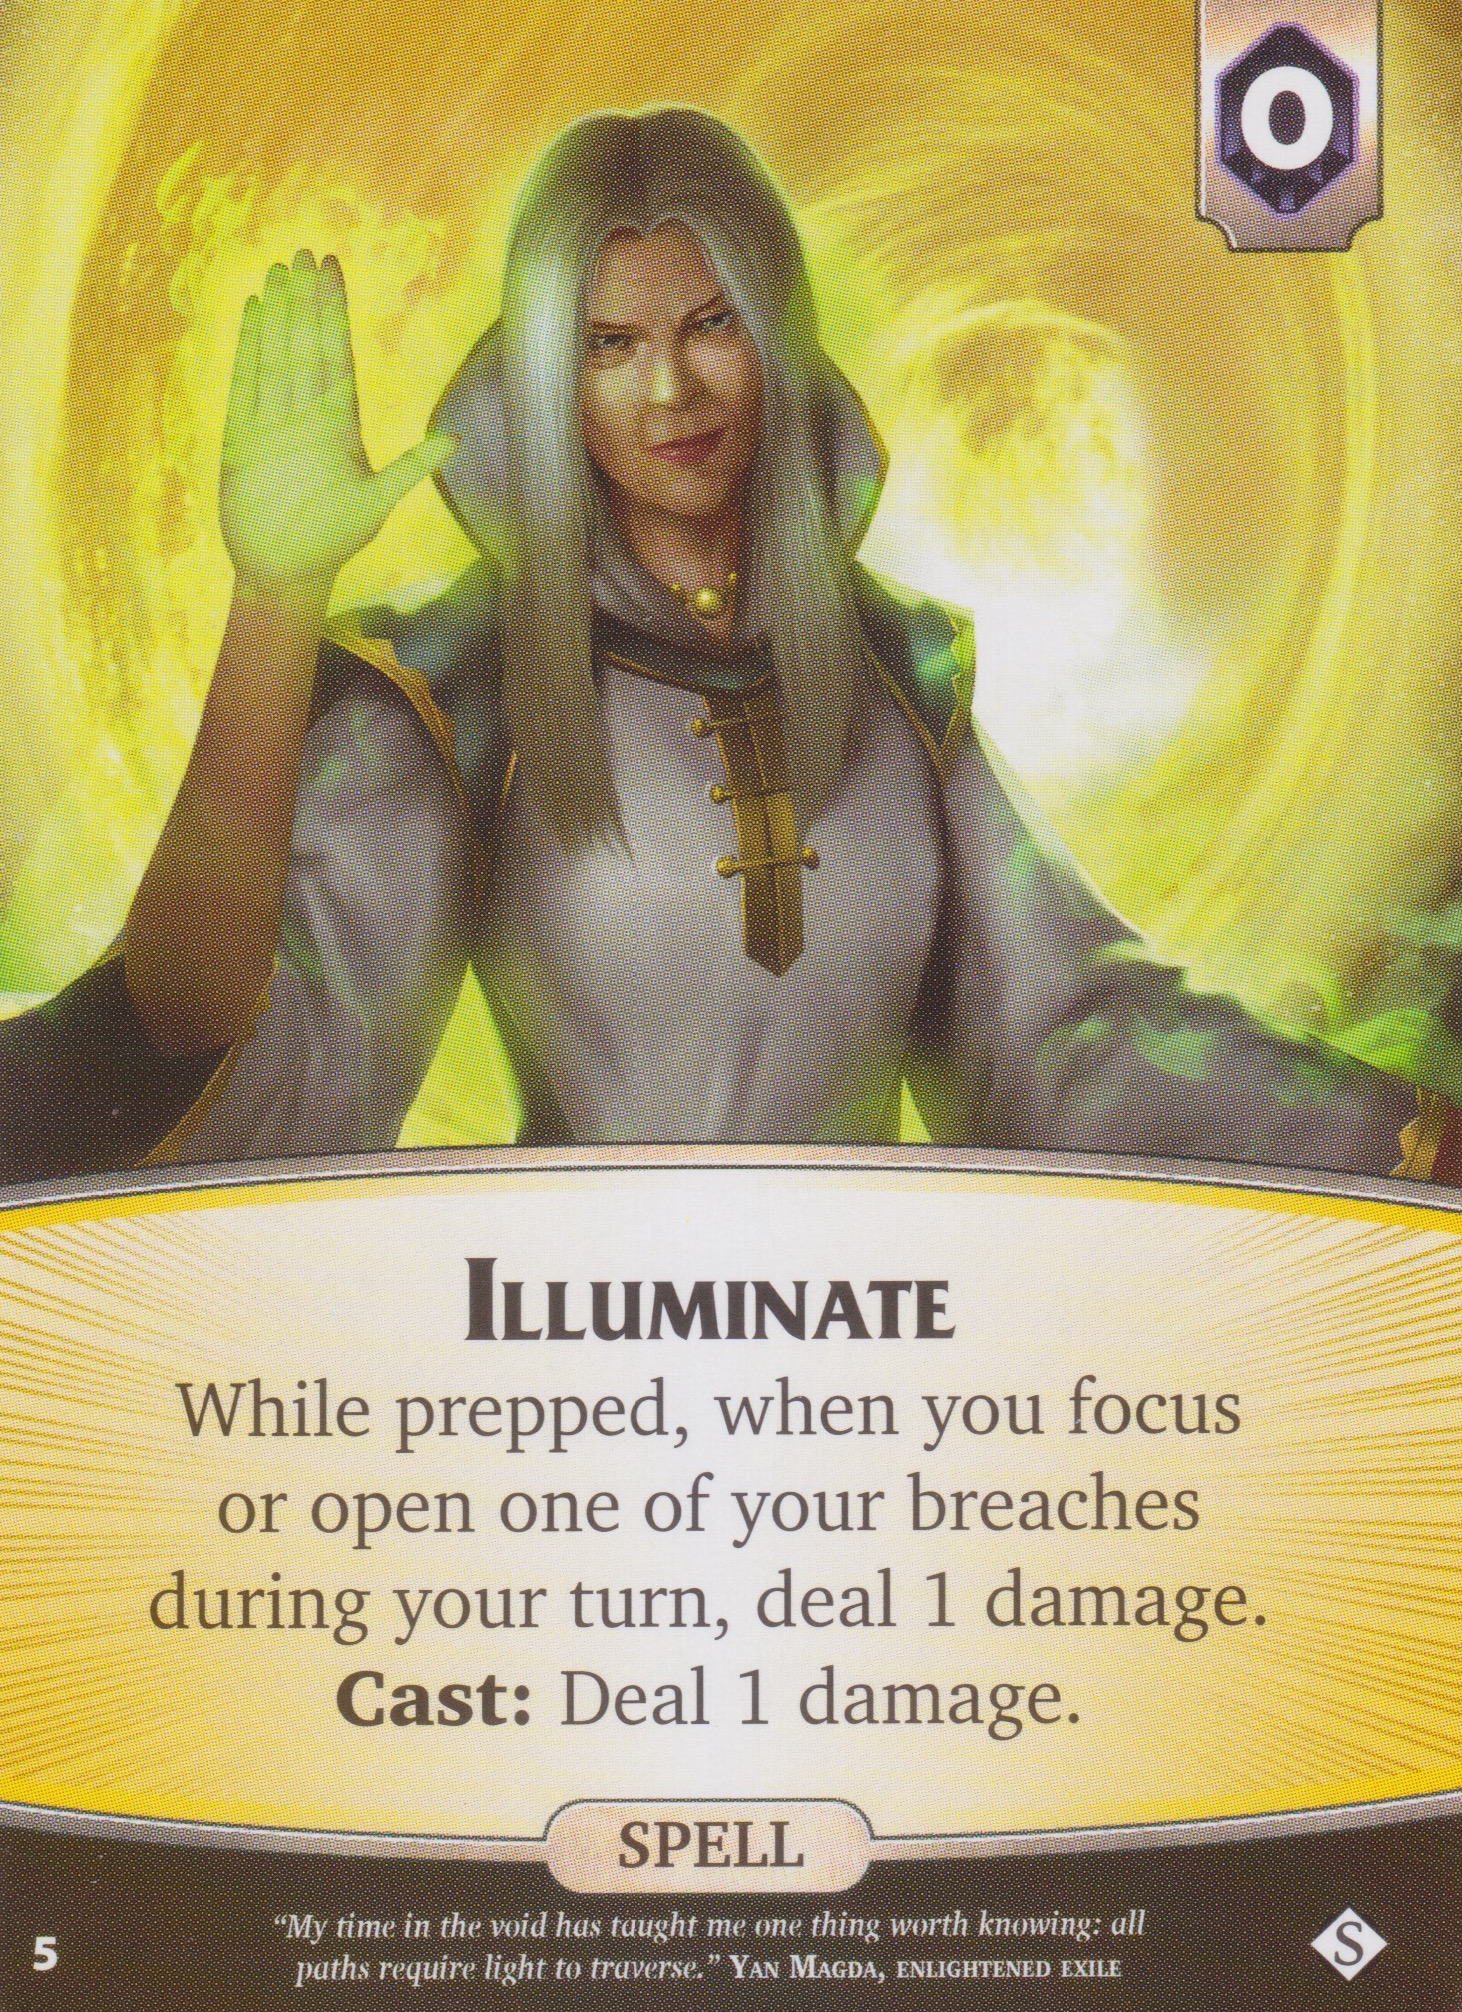 0
ILLUMINATE
While prepped, when you focus
or open one of your breaches
during your turn, deal 1 damage.
Cast: Deal 1 damage.
SPELL
“My time in the void has taught me one thing worth knowing: all
paths require light to traverse.” YAN MAGDA, ENLIGHTENED EXILE
5
S